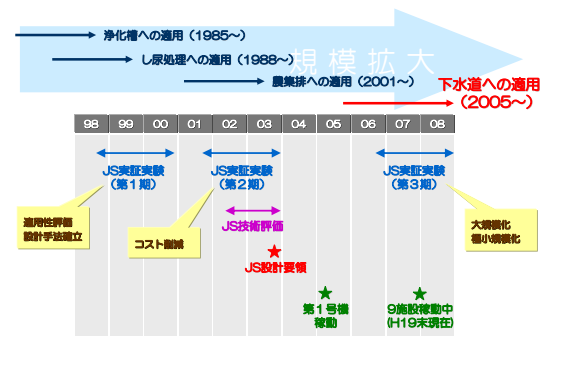 浄化槽への適用（1985～）
し尿処理への適用（1988～）
規模拡大
農集排への適用（2001～）
下水道への適用
（2005～）
98 99 00 01 02 03 04 05 06 07 08
JS実証実験
（第１期）
JS実証実験
（第２期）
JS実証実験
（第３期）
適用性評価
設計手法確立
コスト削減
大規模化
極小規模化
JS技術評価
JS設計要領
第１号機
稼動
9施設稼動中
(H19末現在)